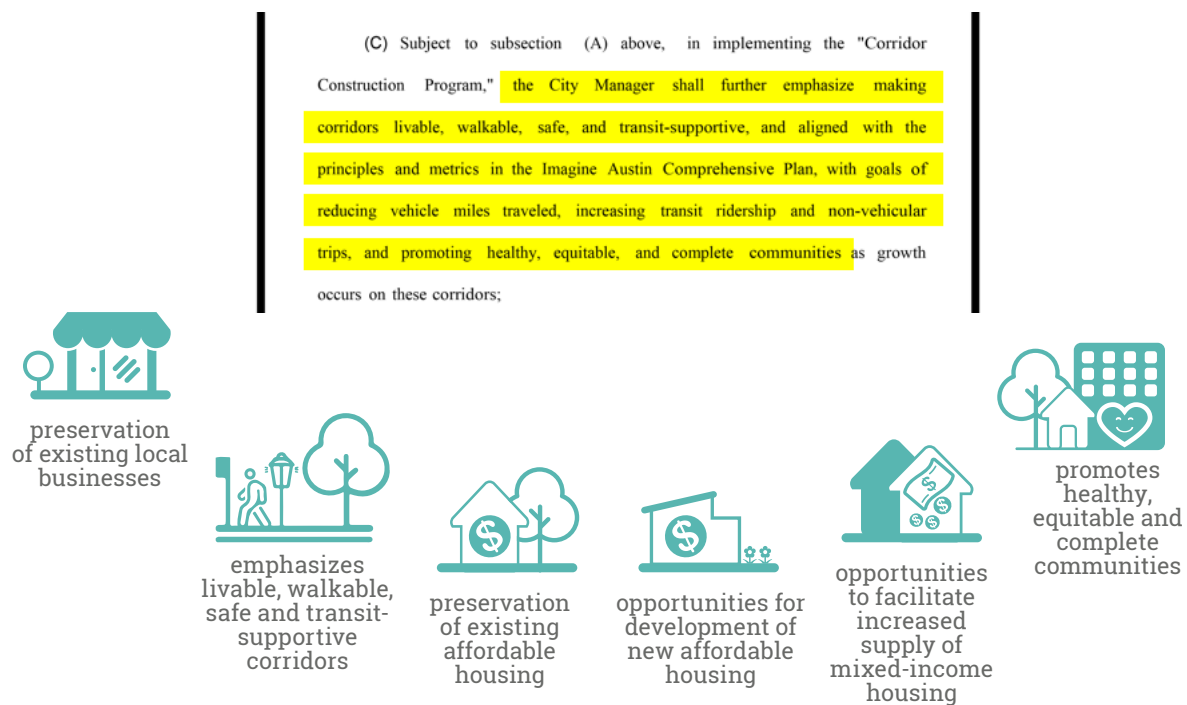 (C) Subject to subsection (A) above, in implementing the "Corridor
Construction Program," the City Manager shall further emphasize making
corridors livable, walkable, safe, and transit-supportive, and aligned with the
principles and metrics in the Imagine Austin Comprehensive Plan, with goals of
reducing vehicle miles traveled, increasing transit ridership and non-vehicular
trips, and promoting healthy, equitable, and complete communities as growth
occurs on these corridors;
preservation
of existing local
businesses
emphasizes
livable, walkable,
safe and transit-
supportive
corridors
$
preservation
of existing
affordable
housing
$
opportunities for
development of
new affordable
housing
$
$
$ $
opportunities
to facilitate
increased
supply of
mixed-income
housing
promotes
healthy,
equitable and
complete
communities